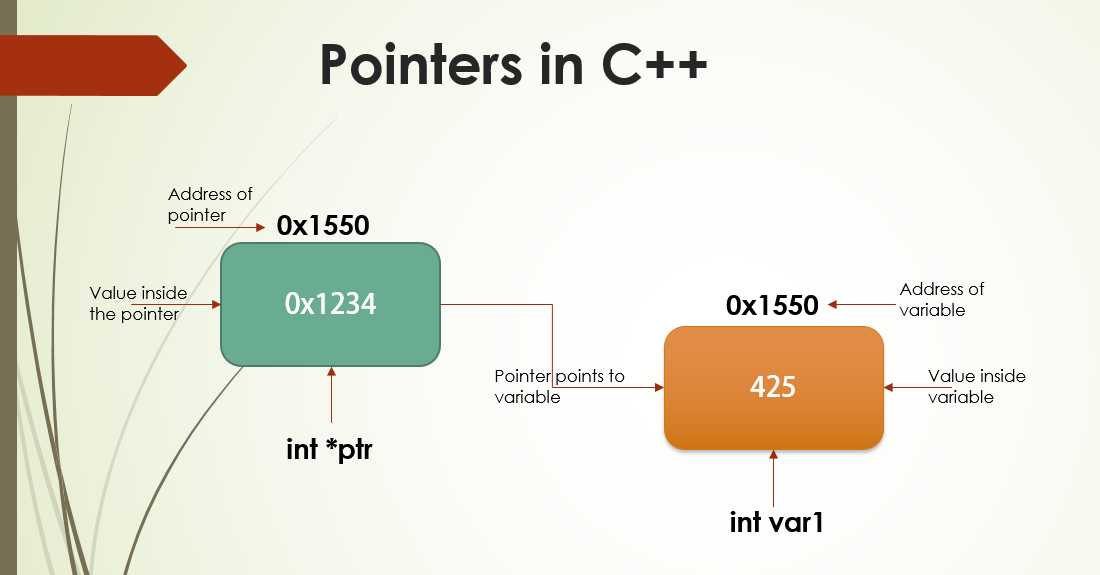 Pointers in C++
Address of
pointer
0x1550
Value inside
the pointer
0x1234
int *ptr
Pointer points to
variable
0x1550
Address of
variable
425
Value inside
variable
int var1